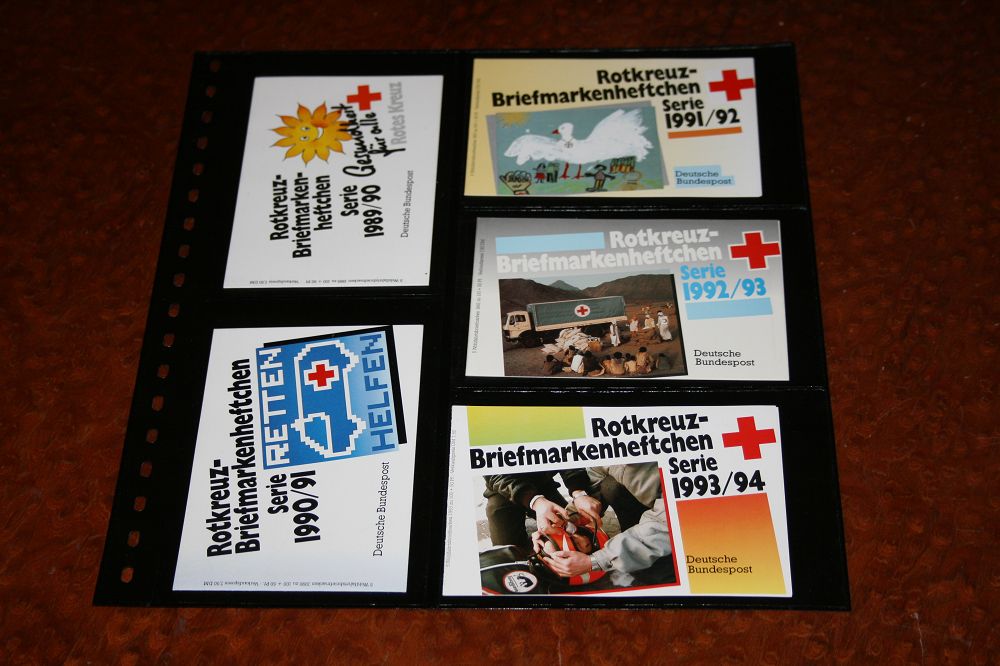 Rotkreuz-
Briefmarken-
heftchen
Serie
1989/90
Gesundheit
für alle
Rotes Kreuz
Deutsche Bundespost
Rotkreuz-
Briefmarkenheftchen
Serie
1990/91
RETTEN
HELFEN
Deutsche Bundespost
Rotkreuz-
Briefmarkenheftchen
Serie
1991/92
Deutsche
Bundespost
Rotkreuz-
Briefmarkenheftchen
Serie
1992/93
Deutsche
Bundespost
Rotkreuz-
Briefmarkenheftchen
Serie
1993/94
Deutsche
Bundespost